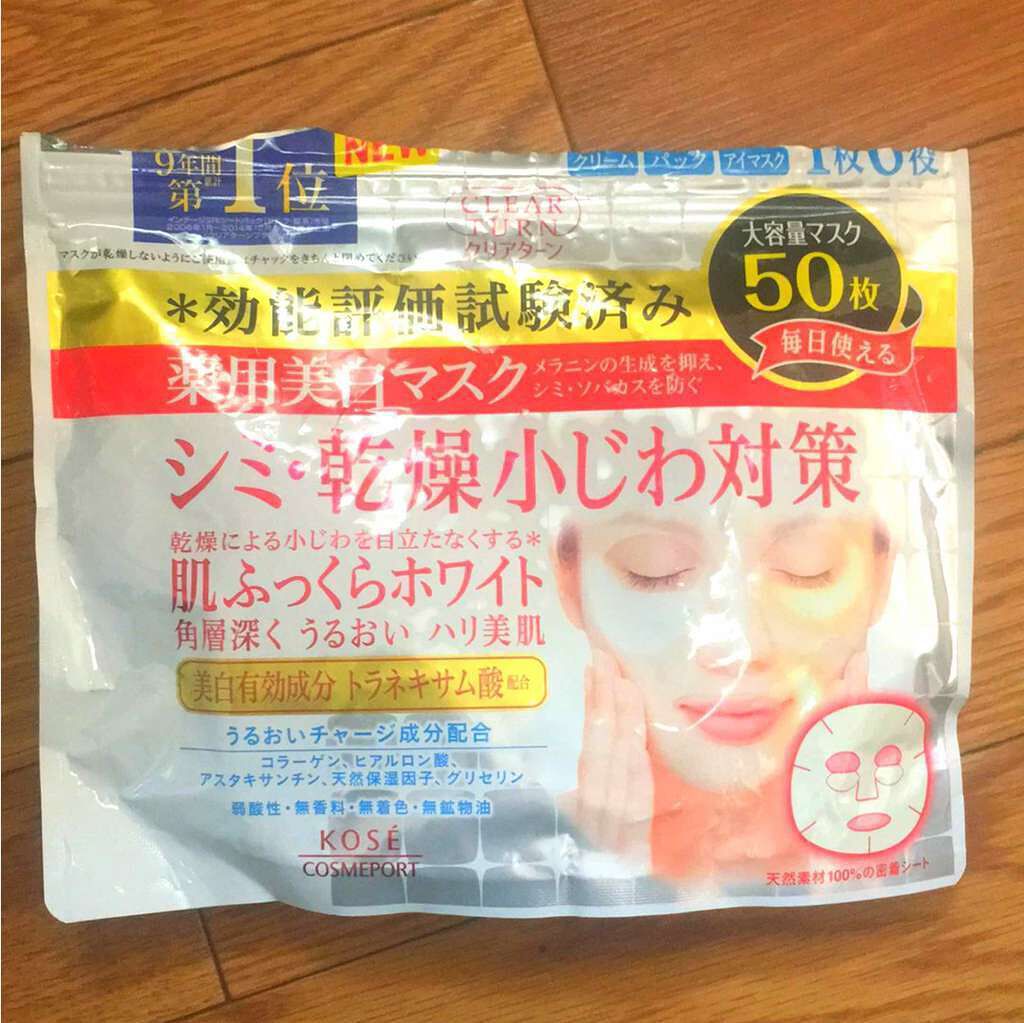 9年間
累計
第1位
NEW
クリーム パック アイマスク 1枚6役
CLEAR
TURN
クリアターン
大容量マスク
50枚
毎日使える
*効能評価試験済み
薬用美白マスク
メラニンの生成を抑え、
シミ・ソバカスを防ぐ
シミ・乾燥小じわ対策
乾燥による小じわを目立たなくする*
肌ふっくらホワイト
角層深く うるおい ハリ美肌
美白有効成分 トラネキサム酸 配合
うるおいチャージ成分配合
コラーゲン、ヒアルロン酸、
アスタキサンチン、天然保湿因子、グリセリン
弱酸性・無香料・無着色・無鉱物油
KOSÉ
COSMEPORT
天然素材100%の密着シート